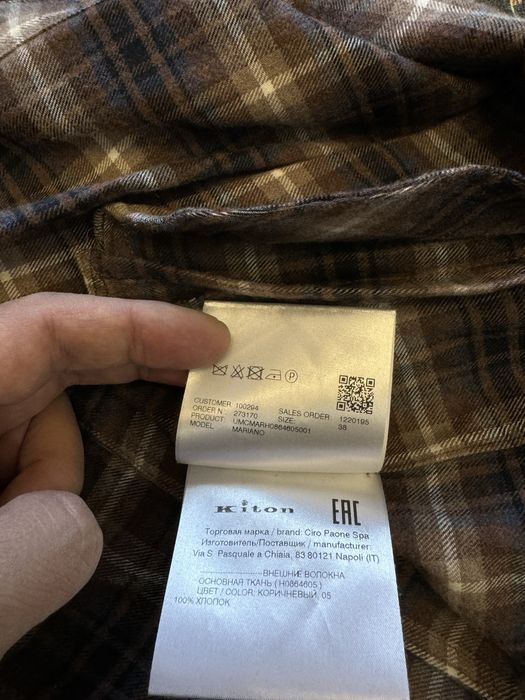 P
CUSTOMER 100294
ORDER N. 273170 SALES ORDER: 1220195
PRODUCT: UMCMARH0864605001 SIZE: 38
MODEL MARIANO
Kiton EAC
Торговая марка / brand: Ciro Paone Spa
Изготовитель/Поставщик / manufacturer:
Via S. Pasquale a Chiaia, 83 80121 Napoli (IT)
ВНЕШНИЕ ВОЛОКНА
ОСНОВНАЯ ТКАНЬ ( H0864605 )
ЦВЕТ / COLOR: КОРИЧНЕВЫЙ, 05
100% ХЛОПОК